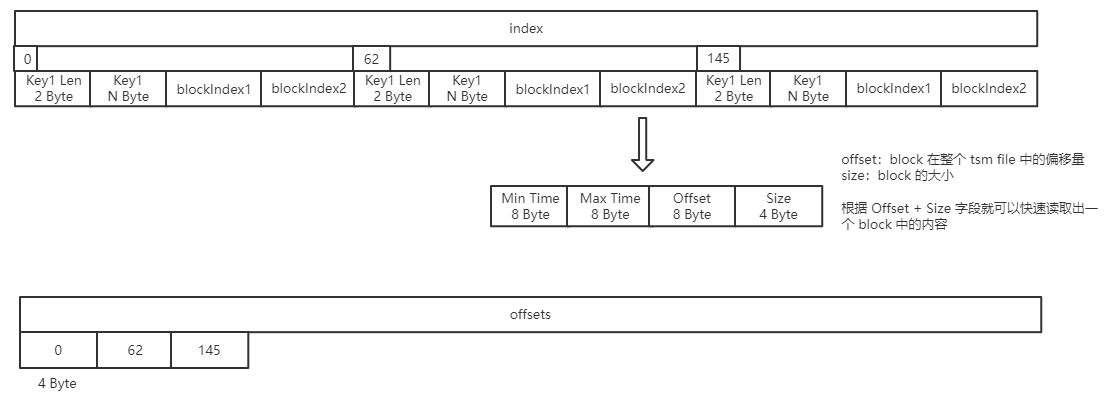 index
0 62 145
Key1 Len Key1 blockIndex1 blockIndex2 Key1 Len Key1 blockIndex1 blockIndex2 Key1 Len Key1 blockIndex1 blockIndex2
2 Byte N Byte 2 Byte N Byte 2 Byte N Byte
offset：block 在整个 tsm file 中的偏移量
size：block 的大小
根据 Offset + Size 字段就可以快速读取出一
个 block 中的内容
Min Time Max Time Offset Size
8 Byte 8 Byte 8 Byte 4 Byte
offsets
0 62 145
4 Byte